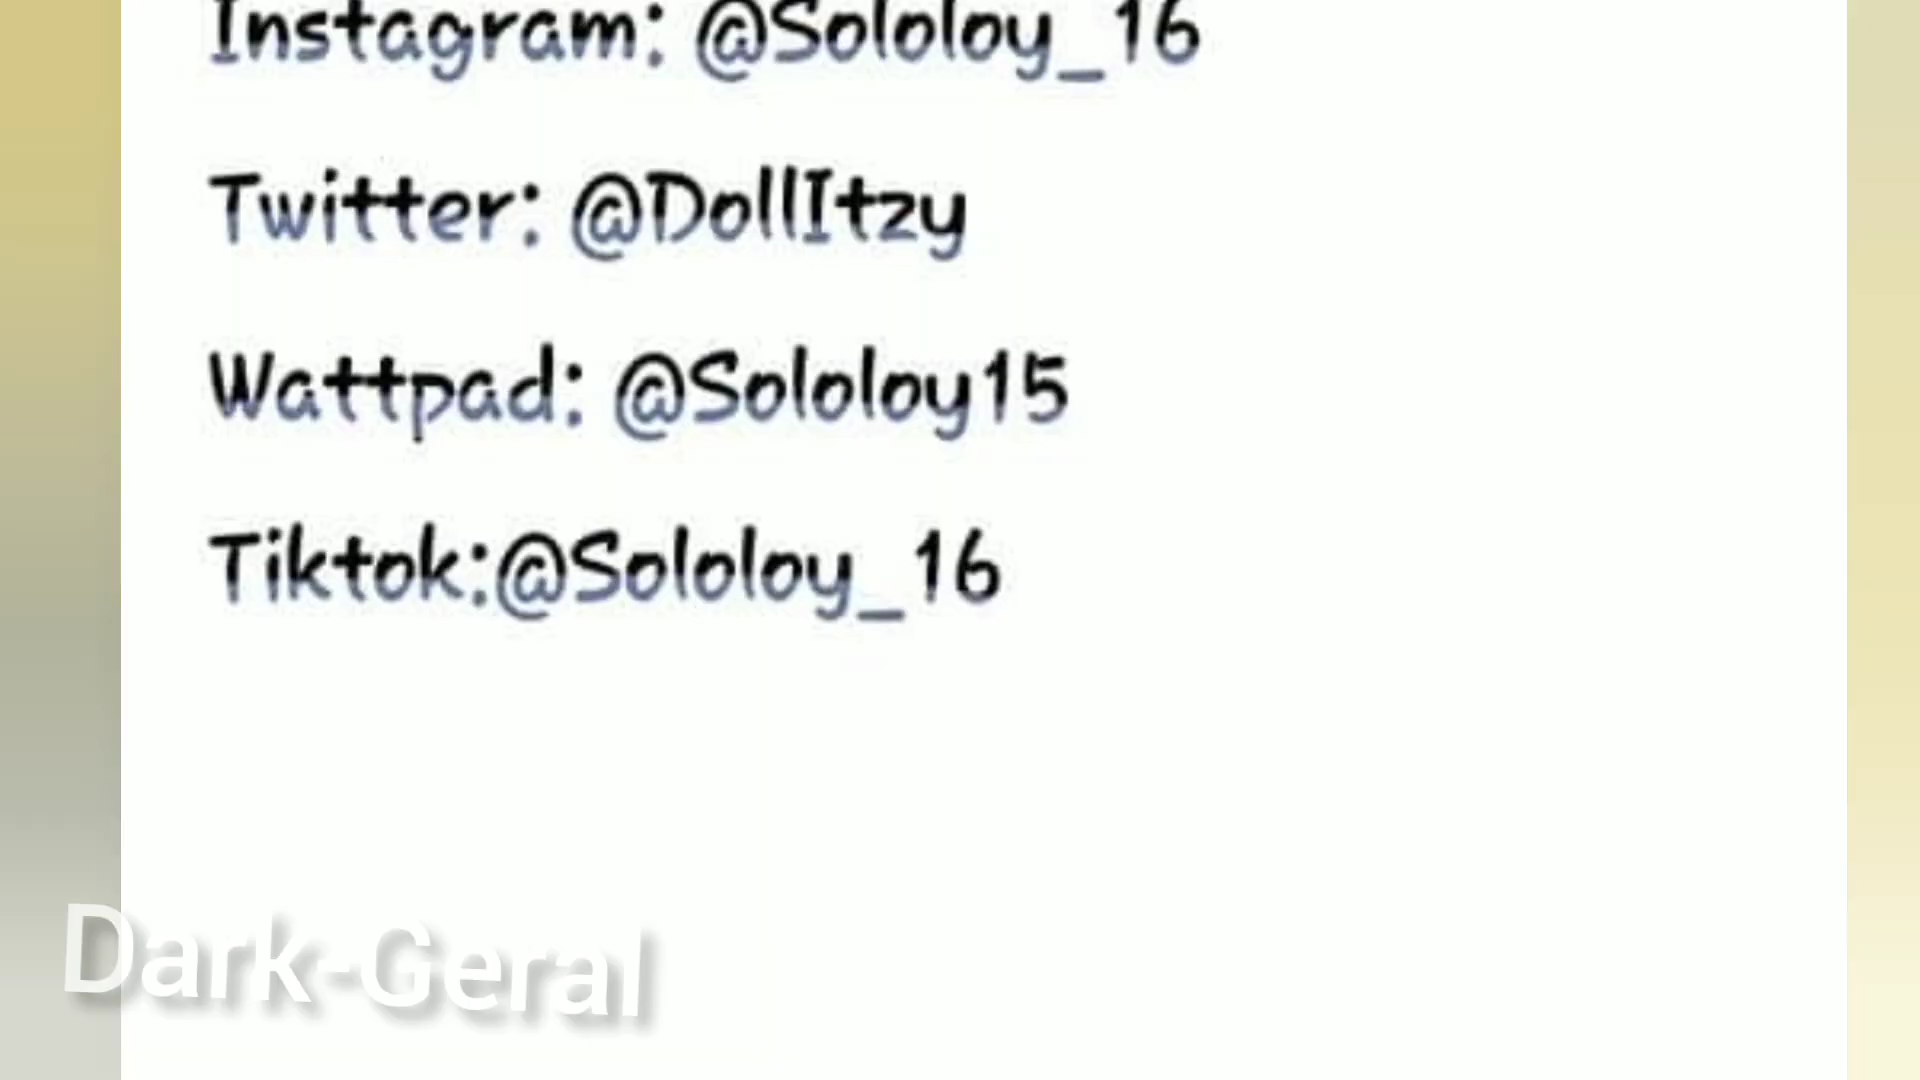 Instagram: @Sololoy_16
Twitter: @DollItzy
Wattpad: @Sololoy15
Tiktok:@Sololoy_16
Dark-Geral